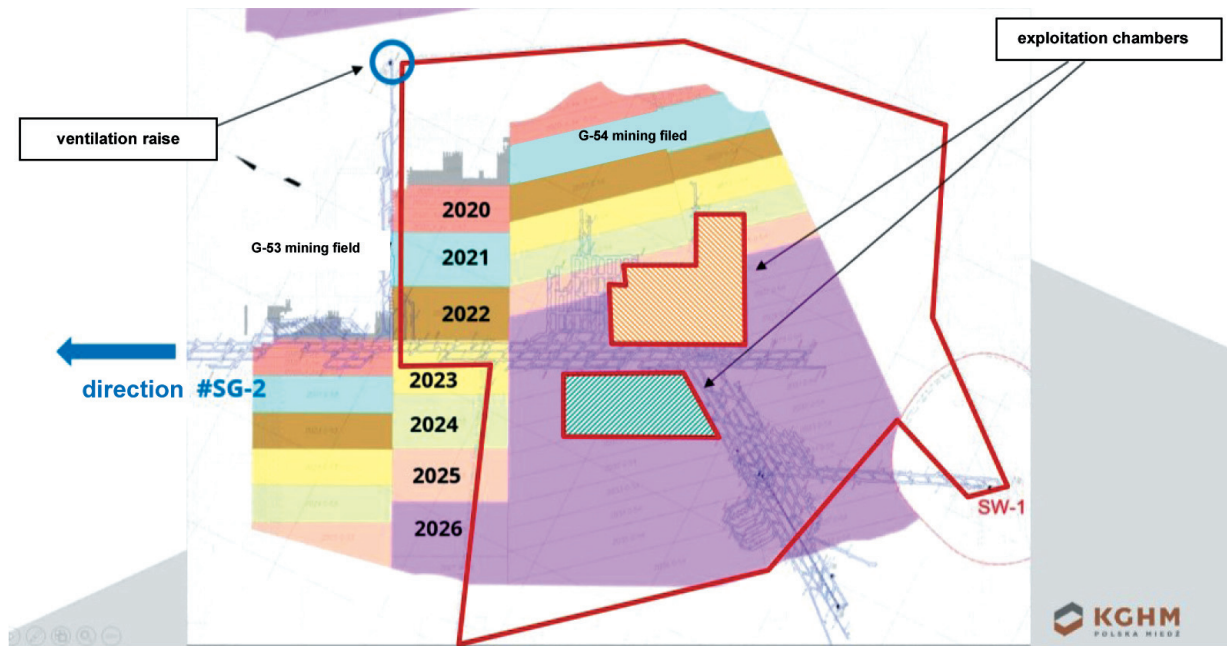 exploitation chambers
ventilation raise
G-54 mining filed
G-53 mining field
2020
2021
2022
2023
2024
2025
2026
direction #SG-2
SW-1
KGHM
POLSKA MIEDŹ